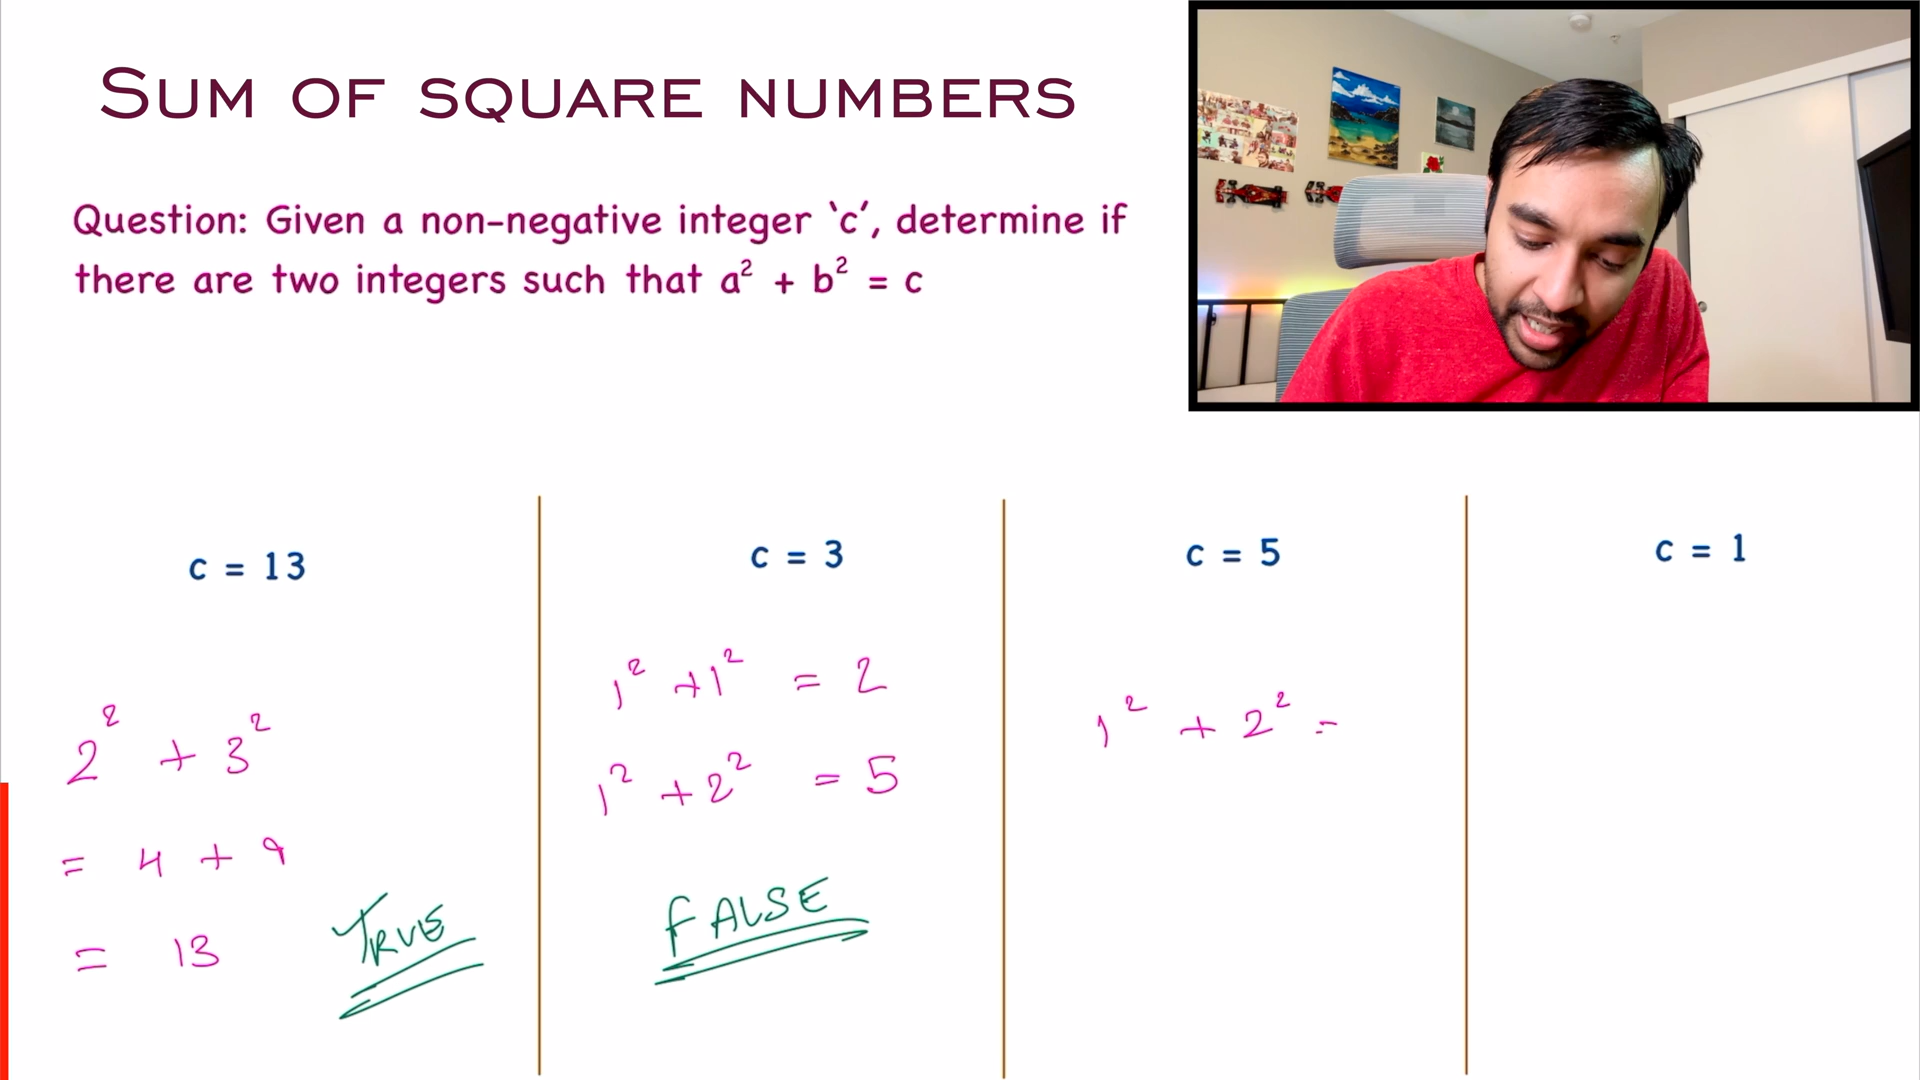 SUM OF SQUARE NUMBERS
Question: Given a non-negative integer ‘c’, determine if
there are two integers such that a² + b² = c
c = 13
2² + 3²
= 4 + 9
= 13
TRUE
c = 3
1² + 1² = 2
1² + 2² = 5
FALSE
c = 5
1² + 2² =
c = 1